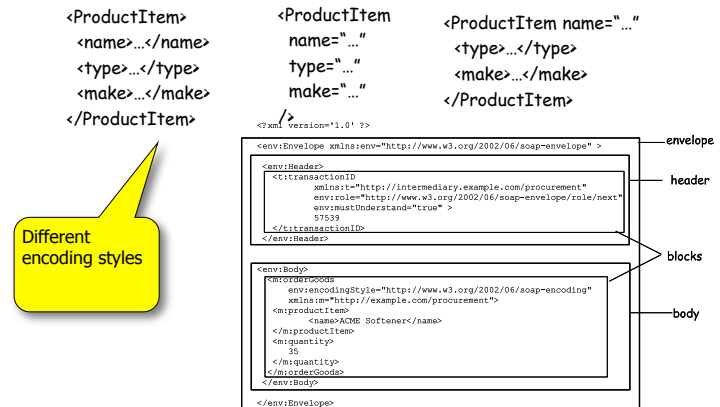 <ProductItem>
<name>...</name>
<type>...</type>
<make>...</make>
</ProductItem>
<ProductItem
name=“...”
type=“...”
make=“...”
/>
<ProductItem name=“...”
<type>...</type>
<make>...</make>
</ProductItem>
Different
encoding styles
<?xml version='1.0' ?>
<env:Envelope xmlns:env="http://www.w3.org/2002/06/soap-envelope" >
<env:Header>
<t:transactionID
xmlns:t="http://intermediary.example.com/procurement"
env:role="http://www.w3.org/2002/06/soap-envelope/role/next"
env:mustUnderstand="true" >
57539
</t:transactionID>
</env:Header>
<env:Body>
<m:orderGoods
env:encodingStyle="http://www.w3.org/2002/06/soap-encoding"
xmlns:m="http://example.com/procurement">
<m:productItem>
<name>ACME Softener</name>
</m:productItem>
<m:quantity>
35
</m:quantity>
</m:orderGoods>
</env:Body>
</env:Envelope>
envelope
header
blocks
body